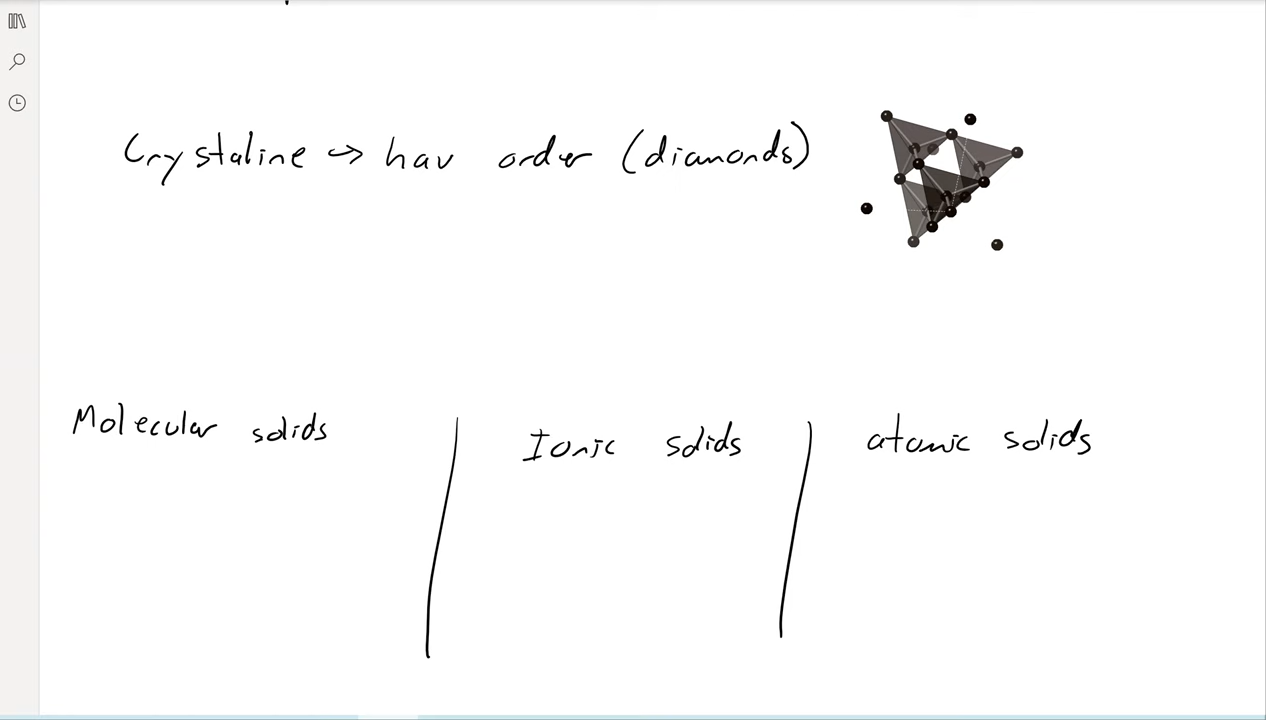 Crystaline <-> hav order (diamonds)
Molecular solids
Ionic solids
atomic solids